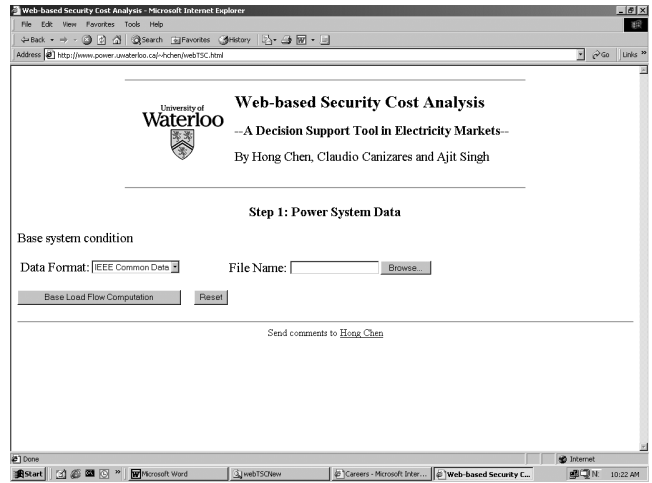 Web-based Security Cost Analysis - Microsoft Internet Explorer
File Edit View Favorites Tools Help
Back Search Favorites History
Address http://www.power.uwaterloo.ca/~hchen/webTSC.html Go Links »
University of
Waterloo
Web-based Security Cost Analysis
--A Decision Support Tool in Electricity Markets--
By Hong Chen, Claudio Canizares and Ajit Singh
Step 1: Power System Data
Base system condition
Data Format: IEEE Common Data File Name: Browse...
Base Load Flow Computation Reset
Send comments to Hong Chen
Done Internet
Start » Microsoft Word webTSCNew Careers - Microsoft Inter... Web-based Security C... N: 10:22 AM